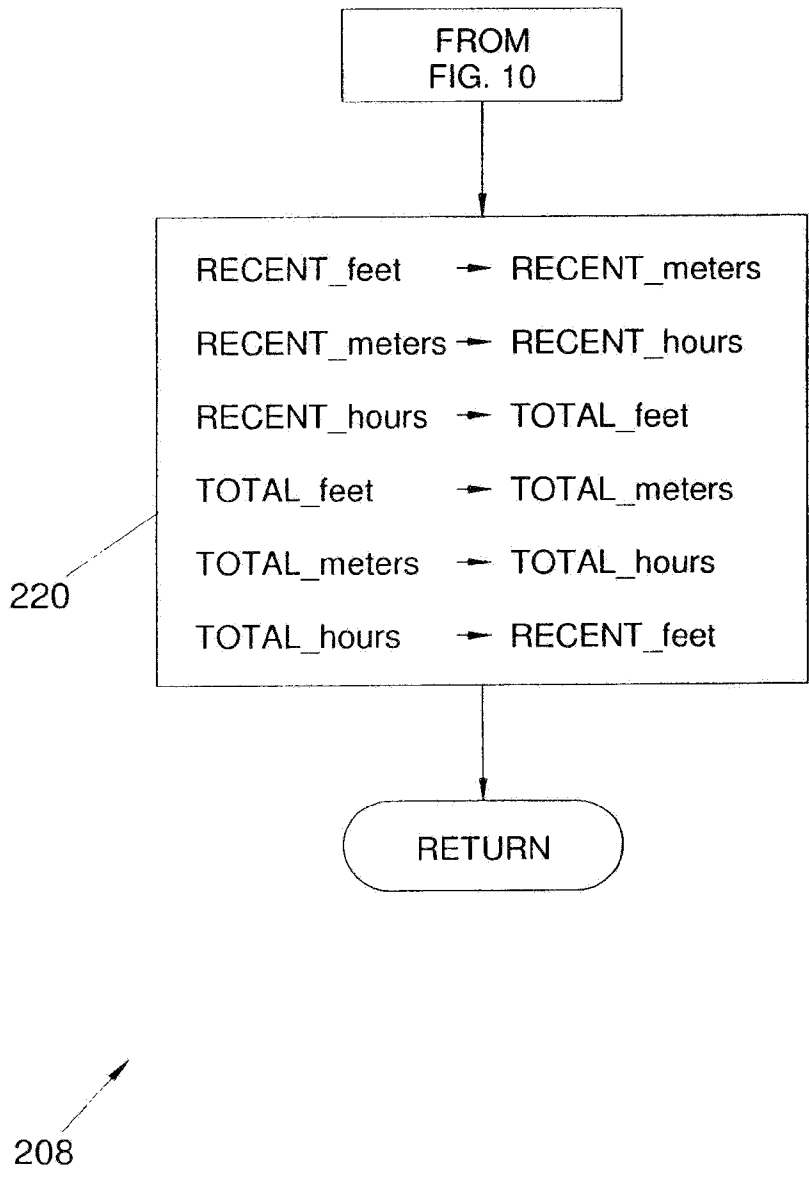 FROM
FIG. 10
RECENT_feet → RECENT_meters
RECENT_meters → RECENT_hours
RECENT_hours → TOTAL_feet
TOTAL_feet → TOTAL_meters
TOTAL_meters → TOTAL_hours
TOTAL_hours → RECENT_feet
220
RETURN
208